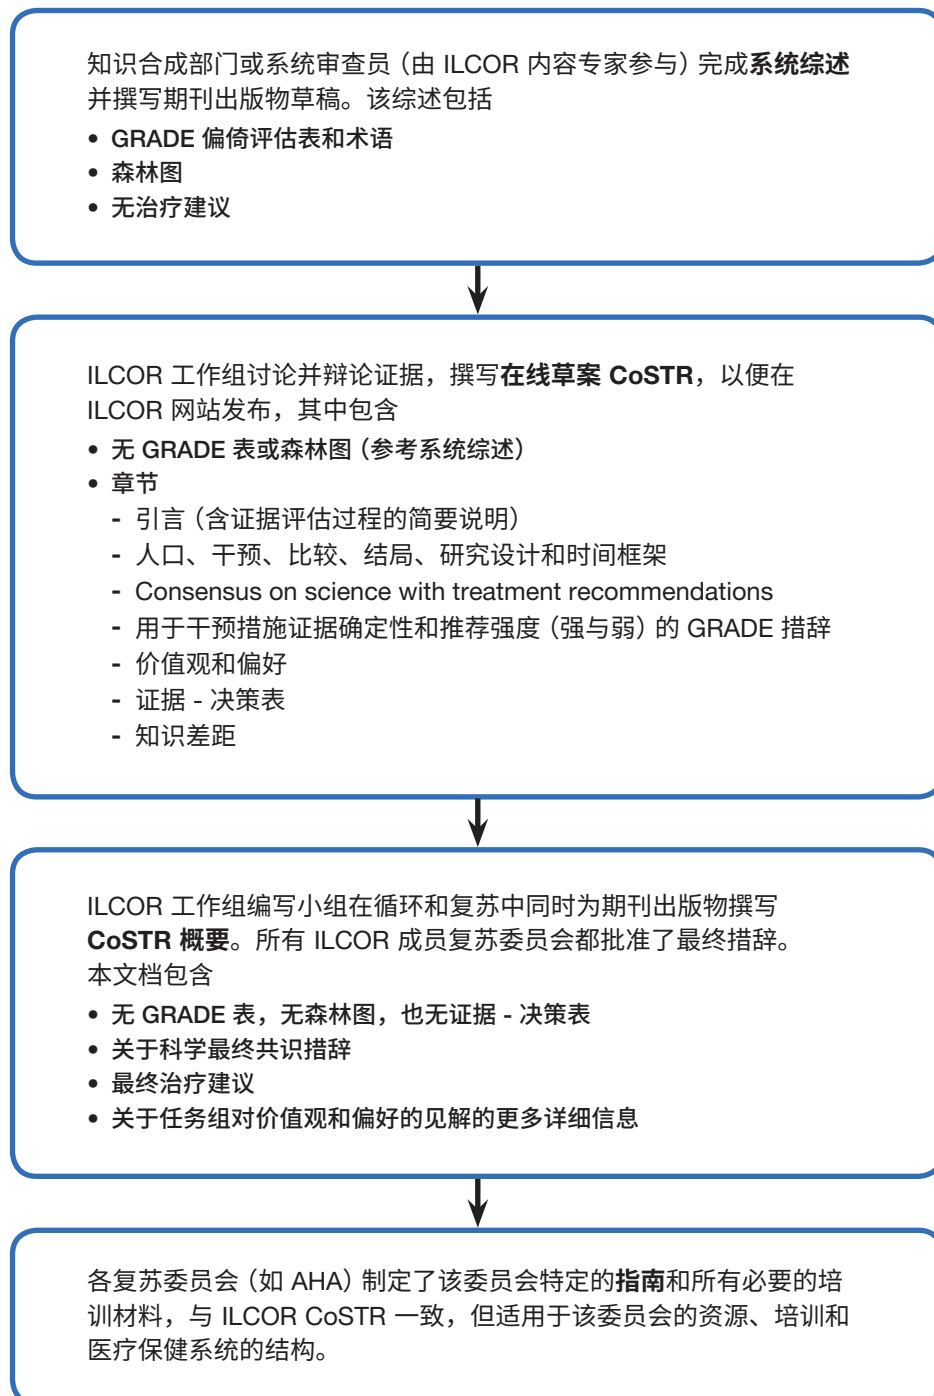 知识合成部门或系统审查员（由 ILCOR 内容专家参与）完成系统综述
并撰写期刊出版物草稿。该综述包括
• GRADE 偏倚评估表和术语
• 森林图
• 无治疗建议
ILCOR 工作组讨论并辩论证据，撰写在线草案 CoSTR，以便在
ILCOR 网站发布，其中包含
• 无 GRADE 表或森林图（参考系统综述）
• 章节
- 引言（含证据评估过程的简要说明）
- 人口、干预、比较、结局、研究设计和时间框架
- Consensus on science with treatment recommendations
- 用于干预措施证据确定性和推荐强度（强与弱）的 GRADE 措辞
- 价值观和偏好
- 证据 - 决策表
- 知识差距
ILCOR 工作组编写小组在循环和复苏中同时为期刊出版物撰写
CoSTR 概要。所有 ILCOR 成员复苏委员会都批准了最终措辞。
本文档包含
• 无 GRADE 表，无森林图，也无证据 - 决策表
• 关于科学最终共识措辞
• 最终治疗建议
• 关于任务组对价值观和偏好的见解的更多详细信息
各复苏委员会（如 AHA）制定了该委员会特定的指南和所有必要的培
训材料，与 ILCOR CoSTR 一致，但适用于该委员会的资源、培训和
医疗保健系统的结构。